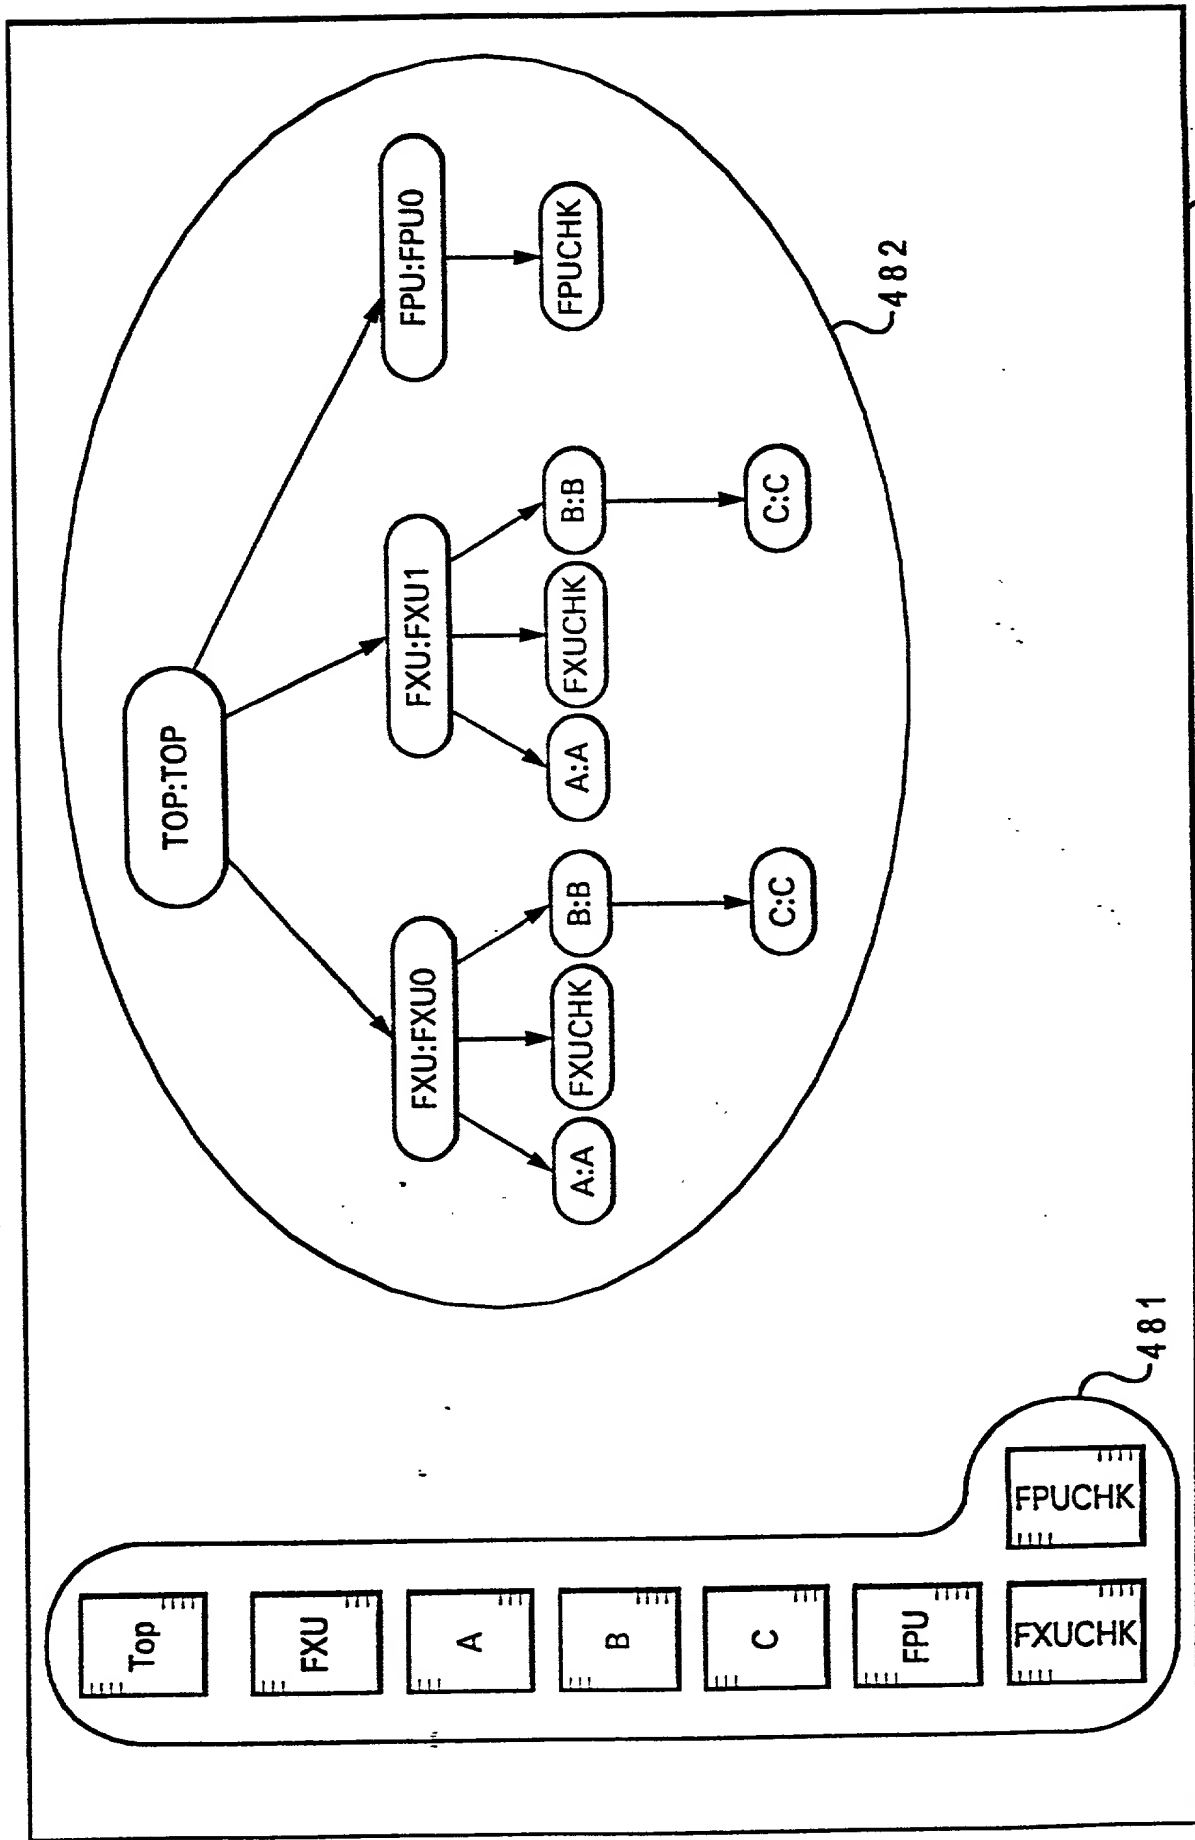 Top
FXU
A
B
C
FPU
FXUCHK
FPUCHK
481
TOP:TOP
FXU:FXU0
FXU:FXU1
FPU:FPU0
A:A
FXUCHK
B:B
A:A
FXUCHK
B:B
FPUCHK
C:C
C:C
482